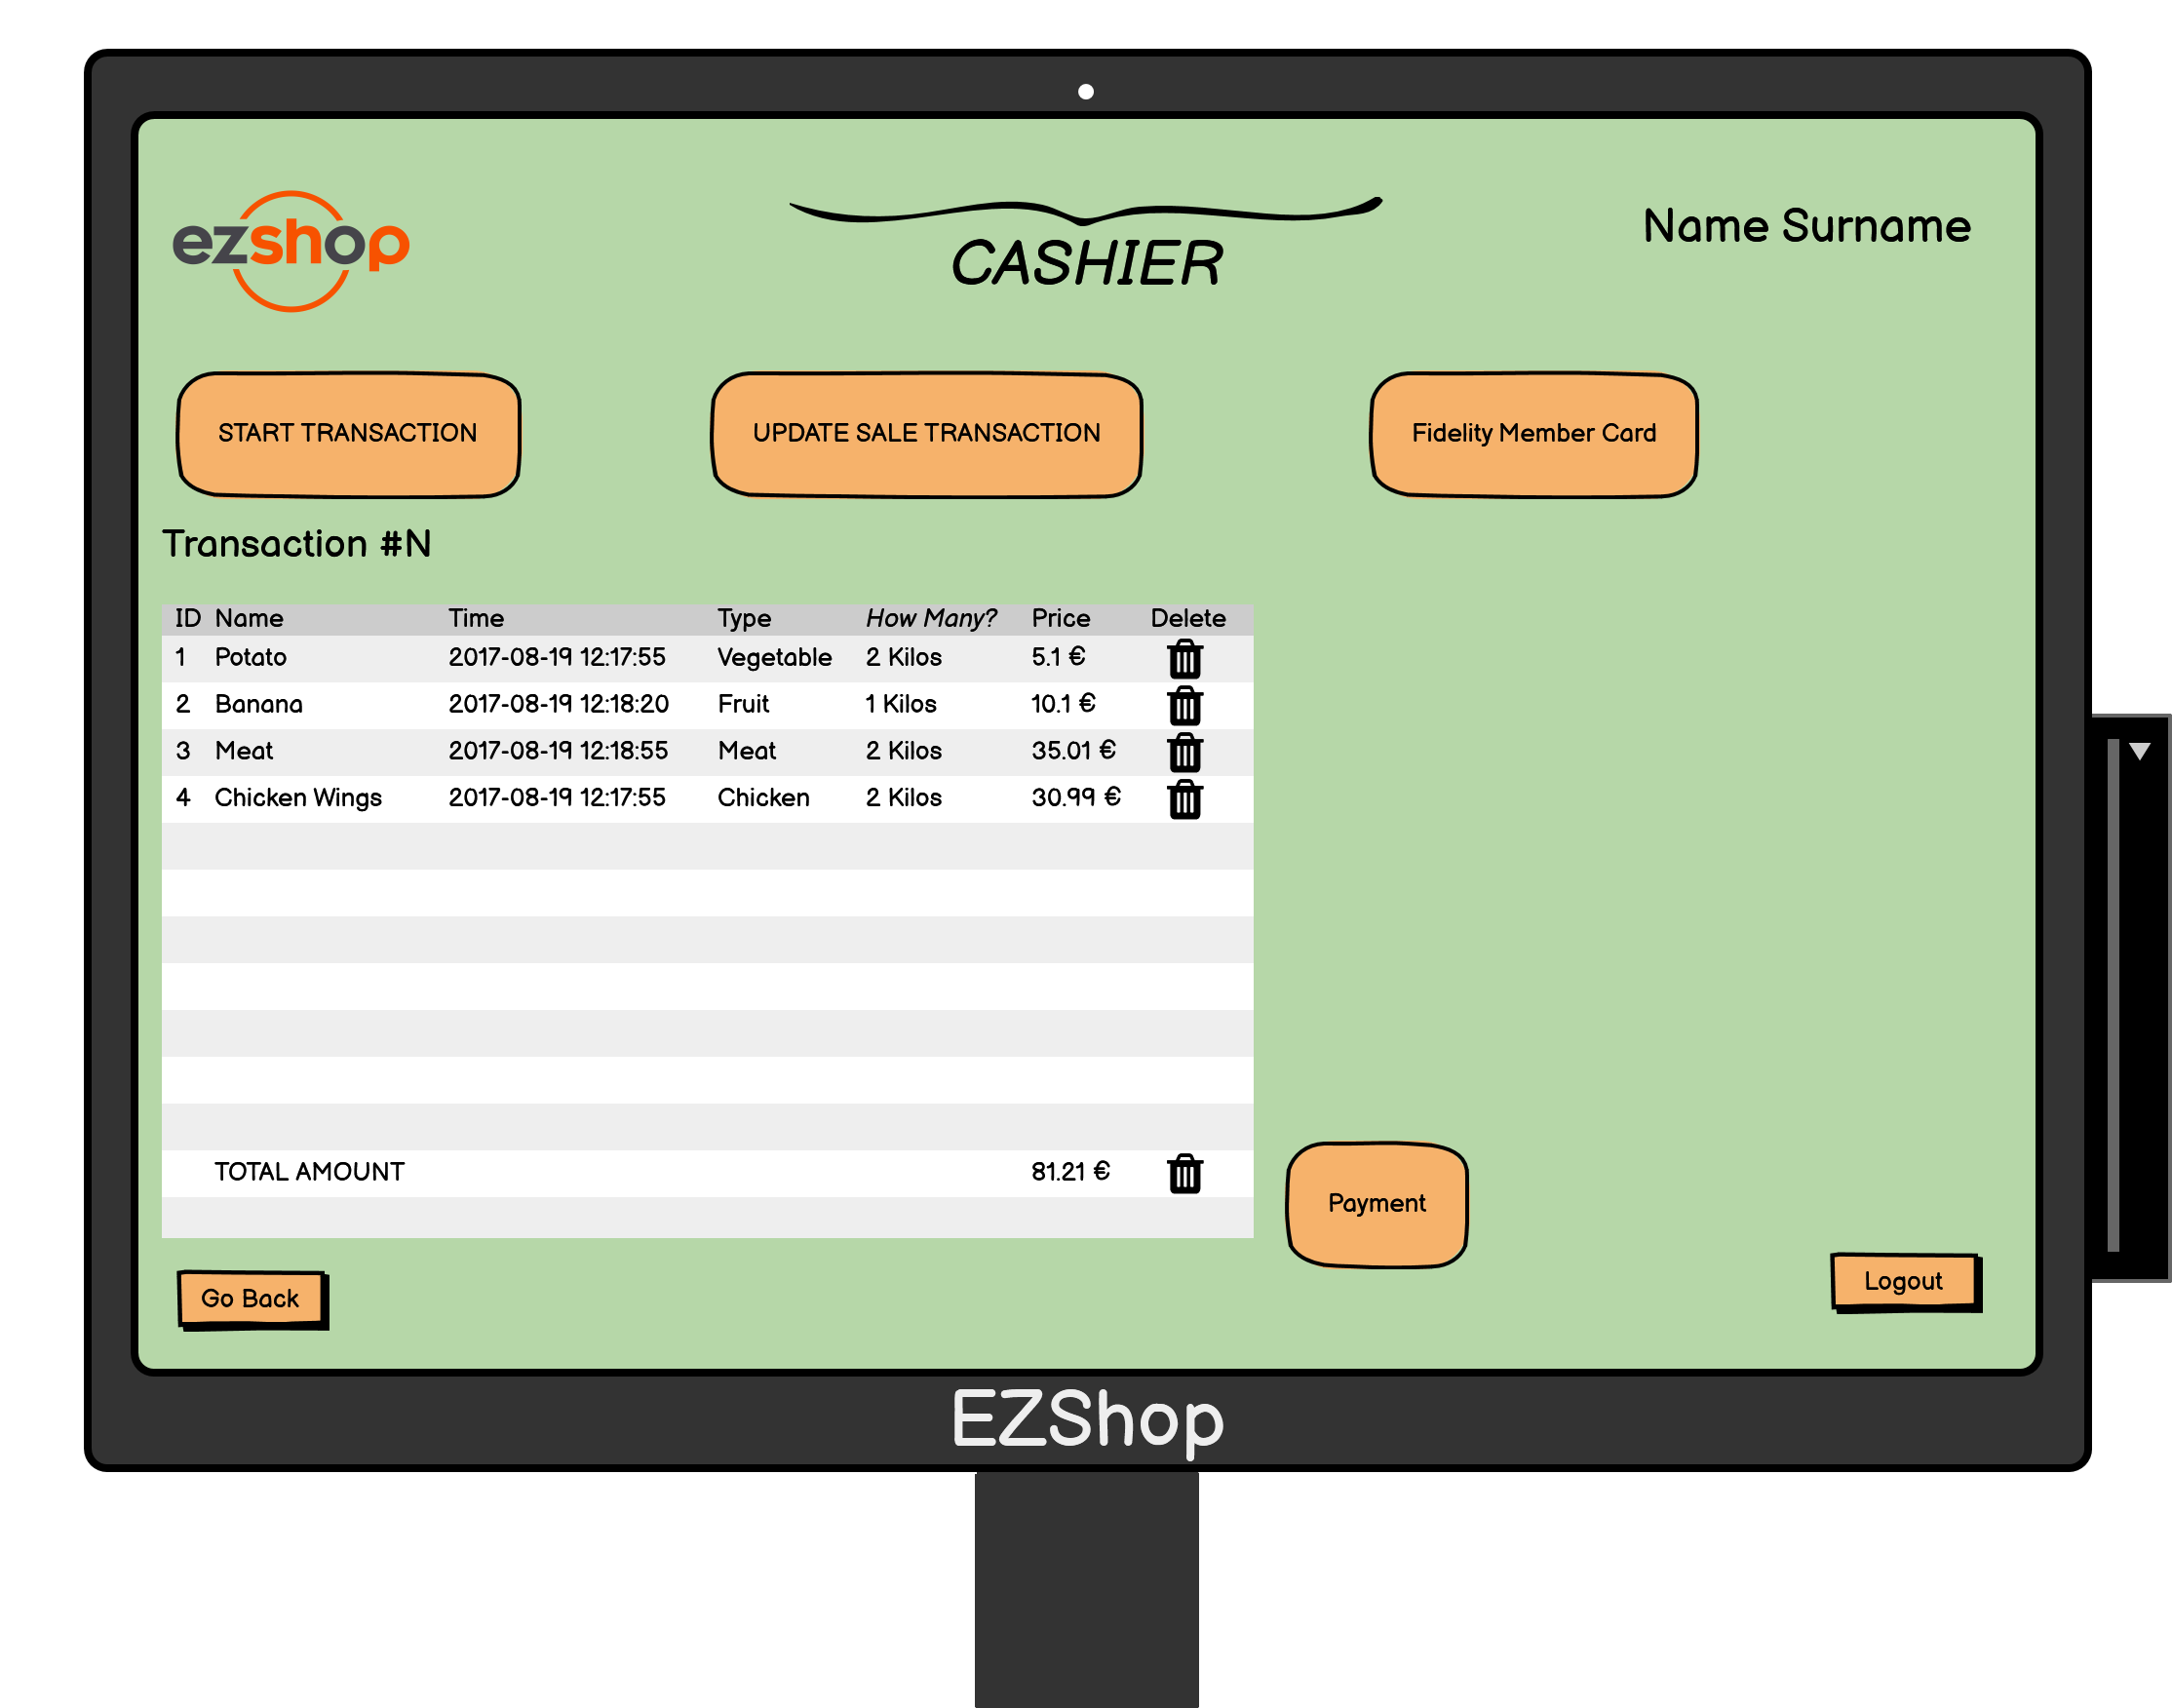 ezshop
CASHIER
Name Surname
START TRANSACTION
UPDATE SALE TRANSACTION
Fidelity Member Card
Transaction #N
ID Name Time Type How Many? Price Delete
1 Potato 2017-08-19 12:17:55 Vegetable 2 Kilos 5.1 €
2 Banana 2017-08-19 12:18:20 Fruit 1 Kilos 10.1 €
3 Meat 2017-08-19 12:18:55 Meat 2 Kilos 35.01 €
4 Chicken Wings 2017-08-19 12:17:55 Chicken 2 Kilos 30.99 €
TOTAL AMOUNT 81.21 €
Payment
Go Back
Logout
EZShop